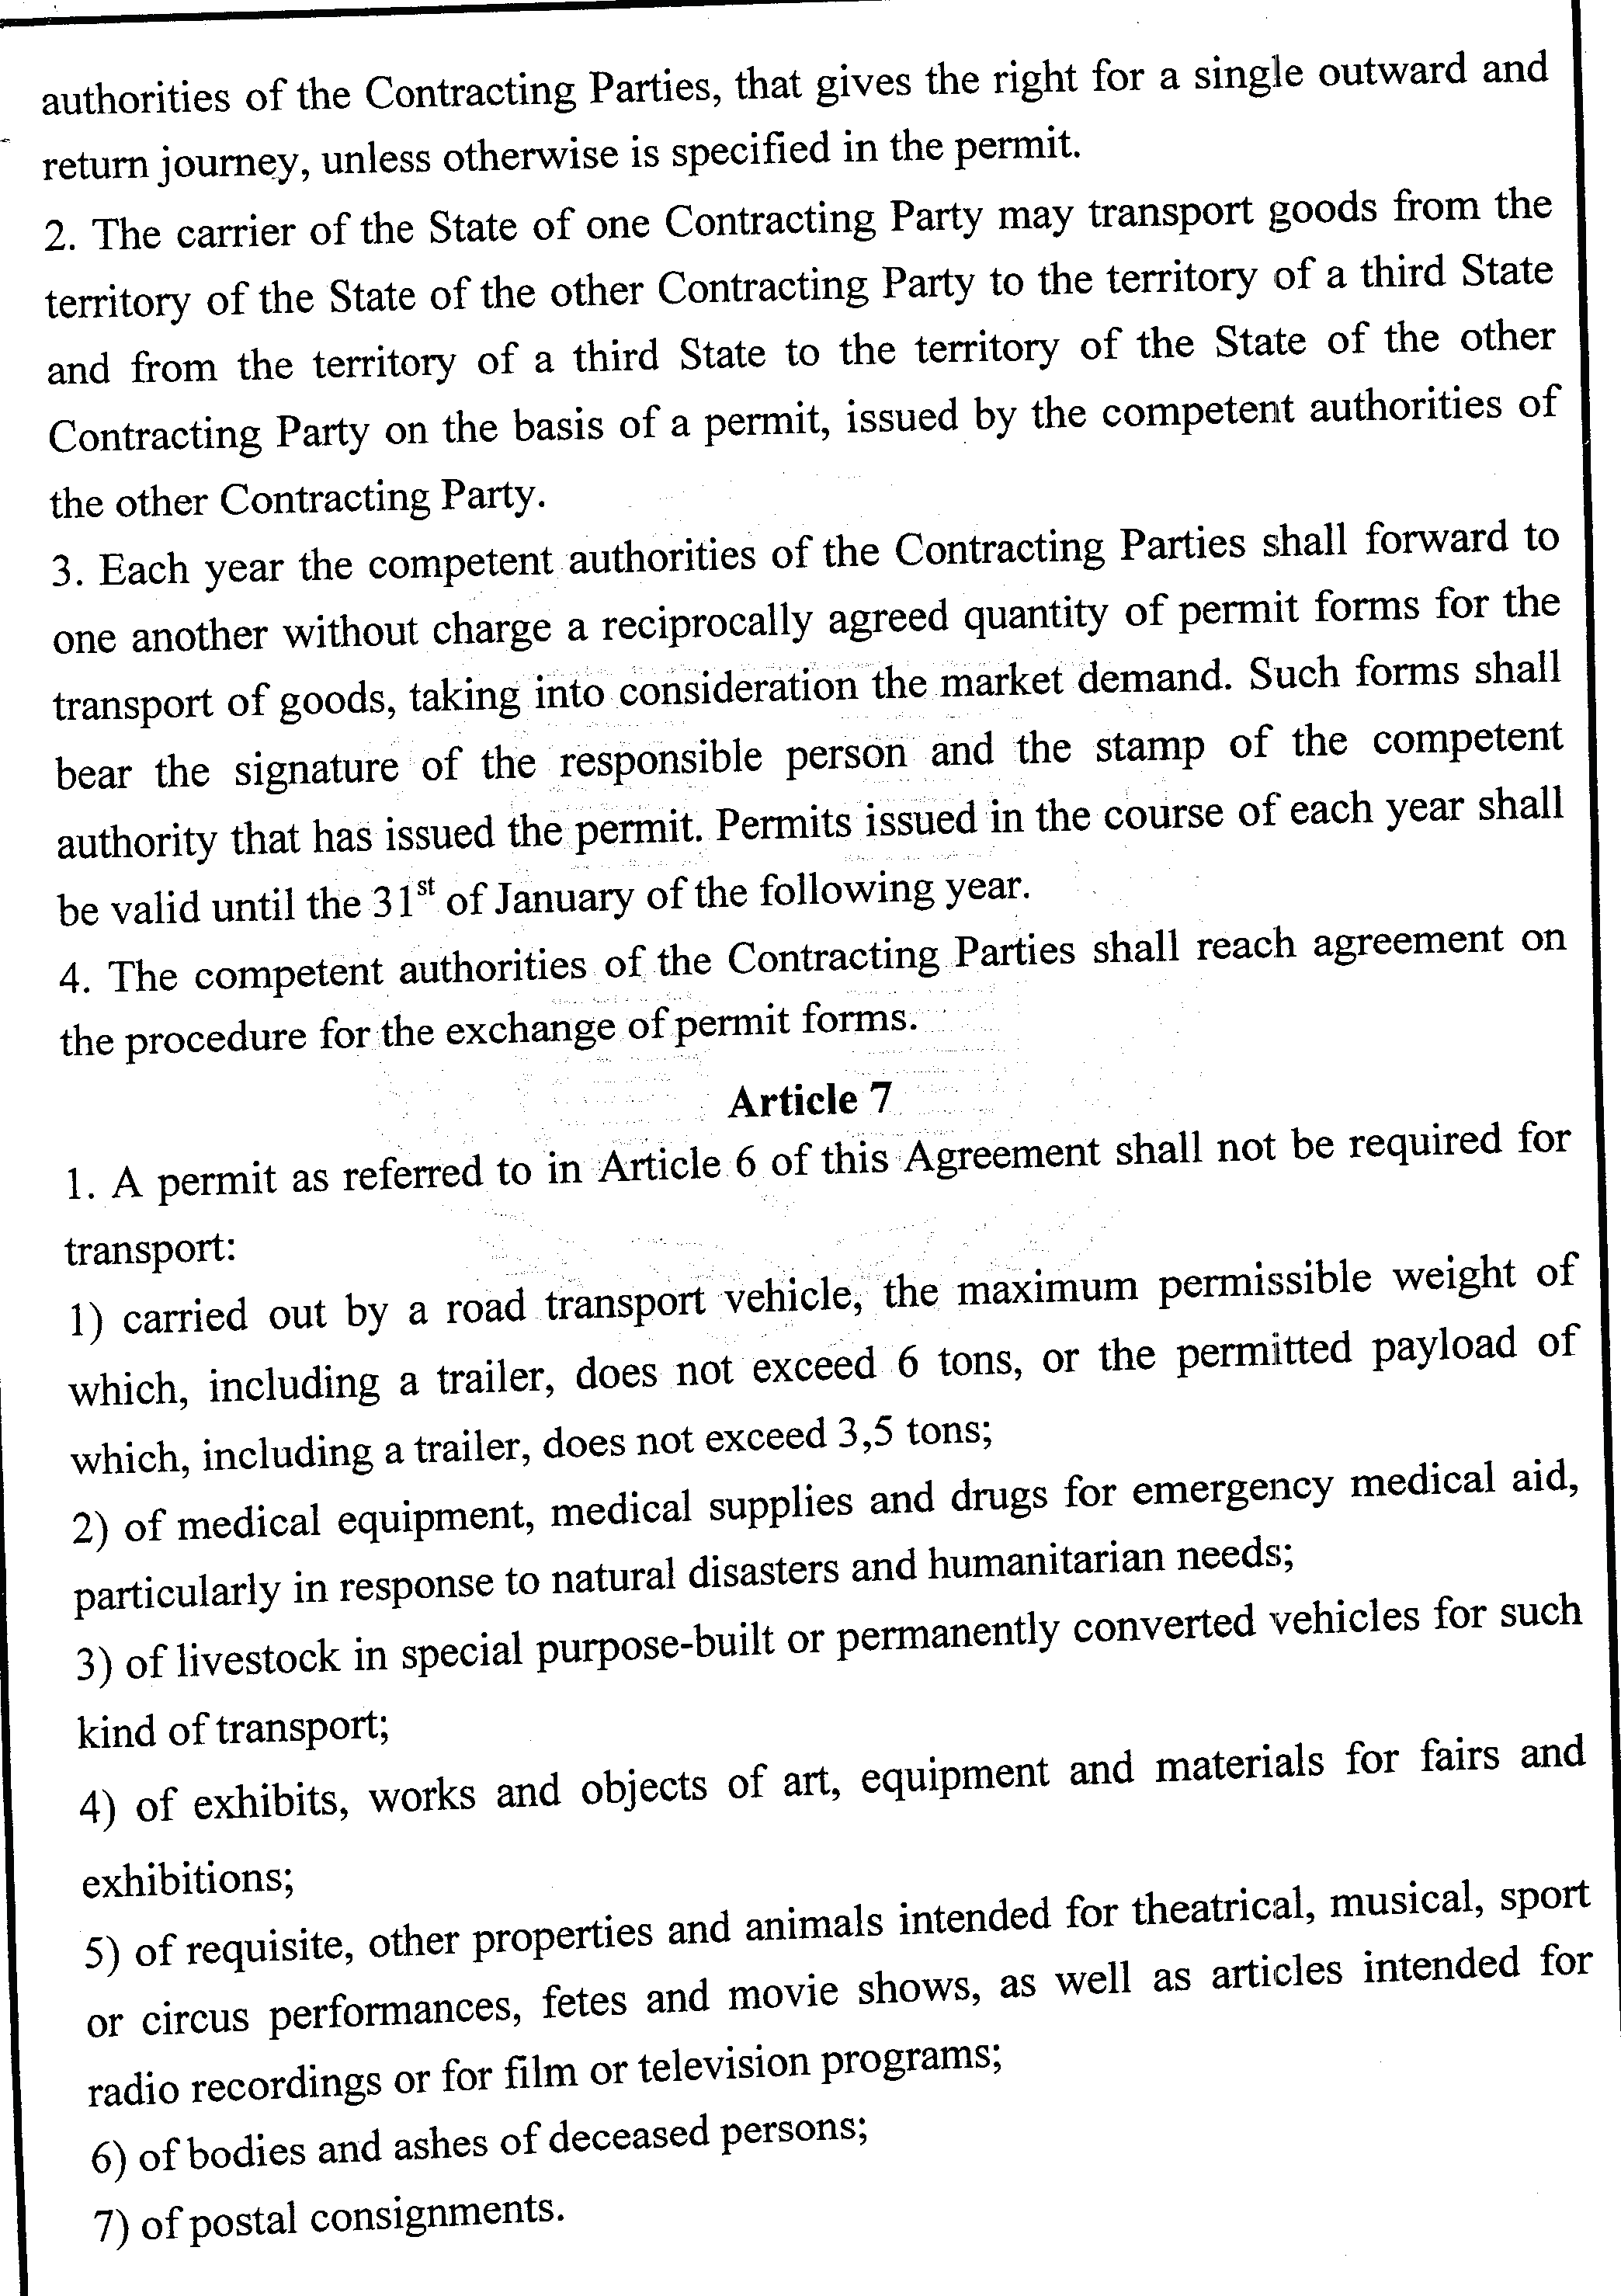 authorities of the Contracting Parties, that gives the right for a single outward and
return journey, unless otherwise is specified in the permit.
2. The carrier of the State of one Contracting Party may transport goods from the
territory of the State of the other Contracting Party to the territory of a third State
and from the territory of a third State to the territory of the State of the other
Contracting Party on the basis of a permit, issued by the competent authorities of
the other Contracting Party.
3. Each year the competent authorities of the Contracting Parties shall forward to
one another without charge a reciprocally agreed quantity of permit forms for the
transport of goods, taking into consideration the market demand. Such forms shall
bear the signature of the responsible person and the stamp of the competent
authority that has issued the permit. Permits issued in the course of each year shall
be valid until the 31st of January of the following year.
4. The competent authorities of the Contracting Parties shall reach agreement on
the procedure for the exchange of permit forms.
Article 7
1. A permit as referred to in Article 6 of this Agreement shall not be required for
transport:
1) carried out by a road transport vehicle, the maximum permissible weight of
which, including a trailer, does not exceed 6 tons, or the permitted payload of
which, including a trailer, does not exceed 3,5 tons;
2) of medical equipment, medical supplies and drugs for emergency medical aid,
particularly in response to natural disasters and humanitarian needs;
3) of livestock in special purpose-built or permanently converted vehicles for such
kind of transport;
4) of exhibits, works and objects of art, equipment and materials for fairs and
exhibitions;
5) of requisite, other properties and animals intended for theatrical, musical, sport
or circus performances, fetes and movie shows, as well as articles intended for
radio recordings or for film or television programs;
6) of bodies and ashes of deceased persons;
7) of postal consignments.